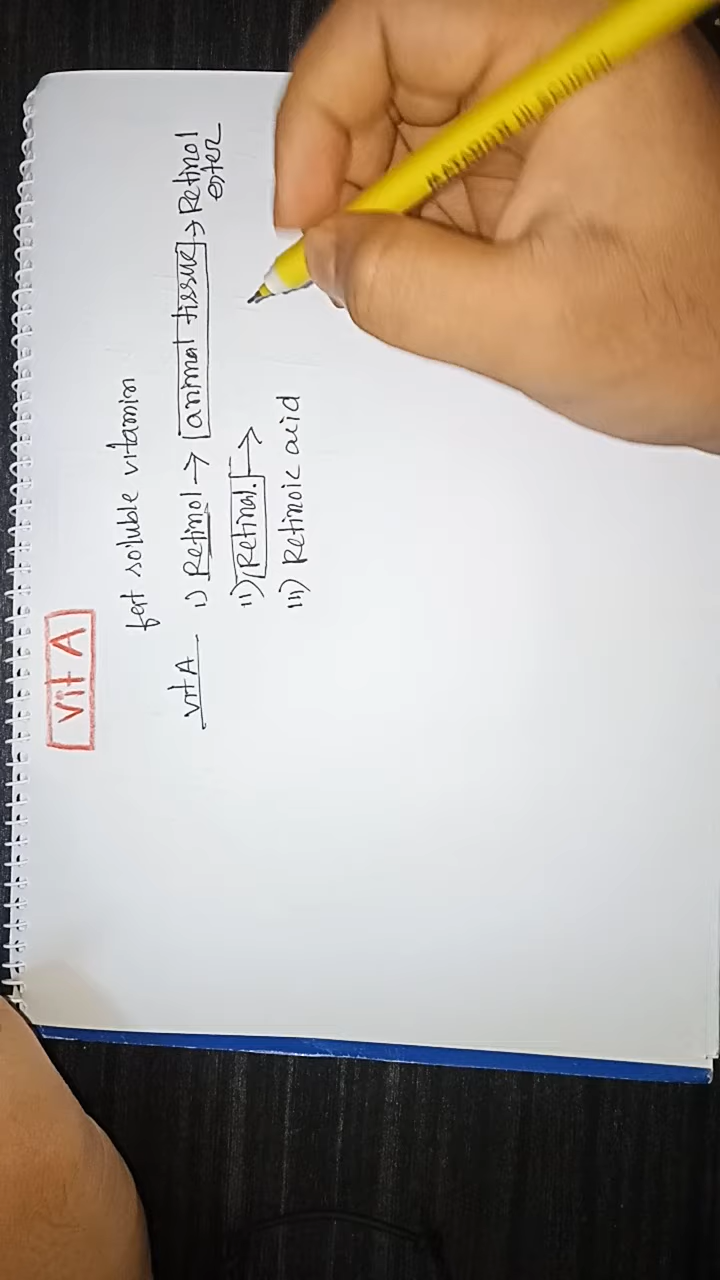 Vit A
fat soluble vitamin
vit A i) Retinol → animal tissue → Retinol
ester
ii) Retinal. →
iii) Retinoic acid